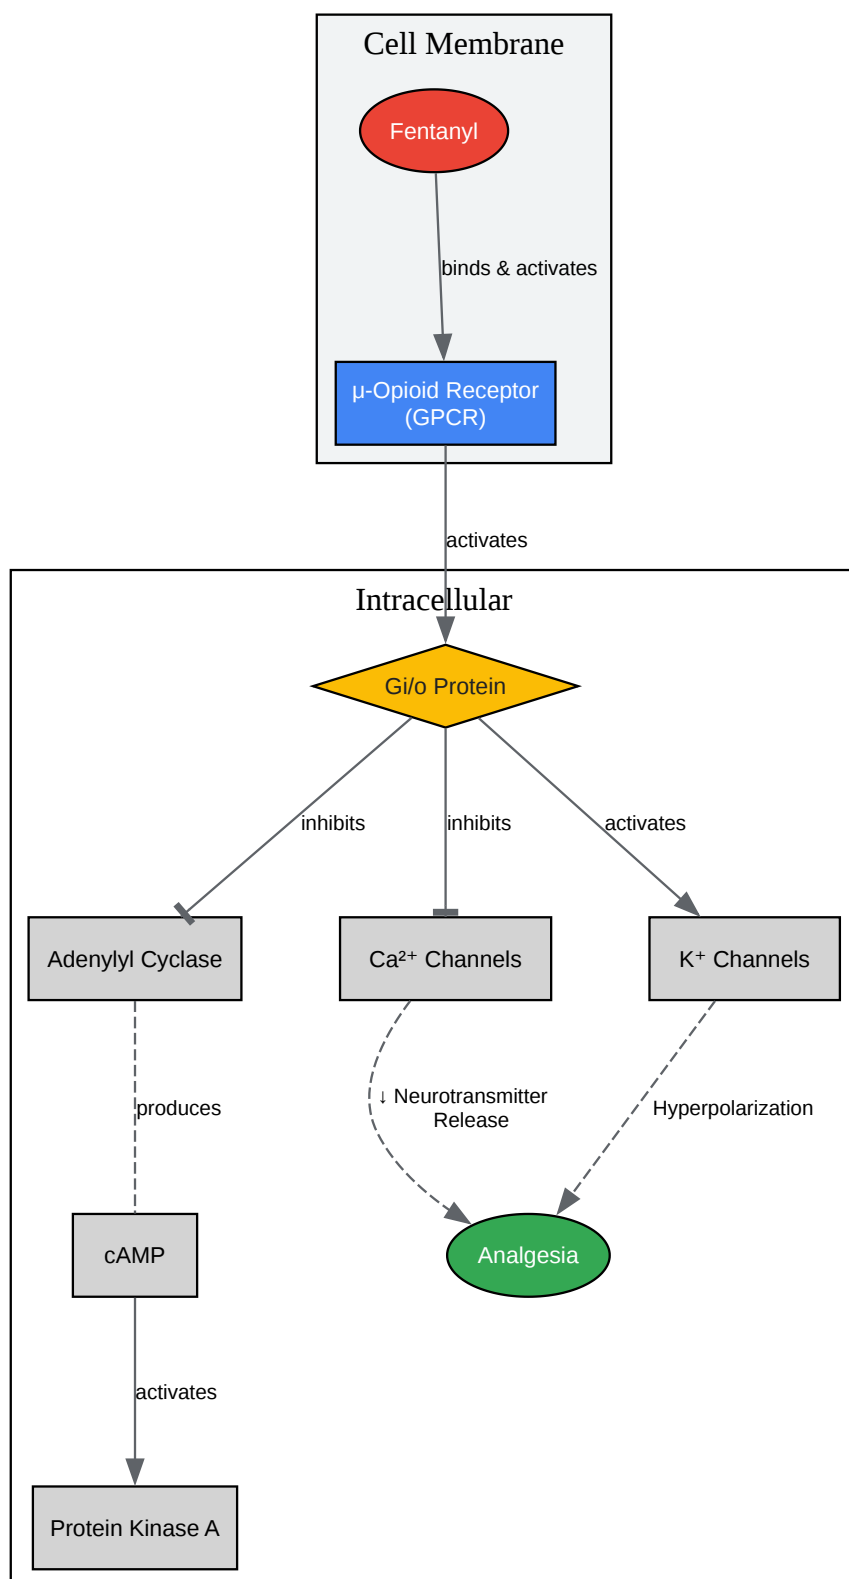 Cell Membrane
Fentanyl
binds & activates
μ-Opioid Receptor
(GPCR)
activates
Intracellular
Gi/o Protein
inhibits
inhibits
activates
Adenylyl Cyclase
Ca²⁺ Channels
K⁺ Channels
produces
↓ Neurotransmitter
Release
Hyperpolarization
cAMP
Analgesia
activates
Protein Kinase A